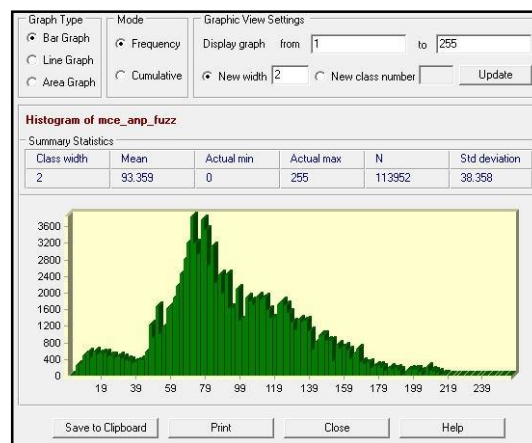 Graph Type
Mode
Graphic View Settings
Bar Graph
Line Graph
Area Graph
Frequency
Cumulative
Display graph from 1 to 255
New width 2 New class number Update
Histogram of mce_anp_fuzz
Summary Statistics
Class width Mean Actual min Actual max N Std deviation
2 93.359 0 255 113952 38.358
3600
3200
2800
2400
2000
1600
1200
800
400
0
19 39 59 79 99 119 139 159 179 199 219 239
Save to Clipboard Print Close Help